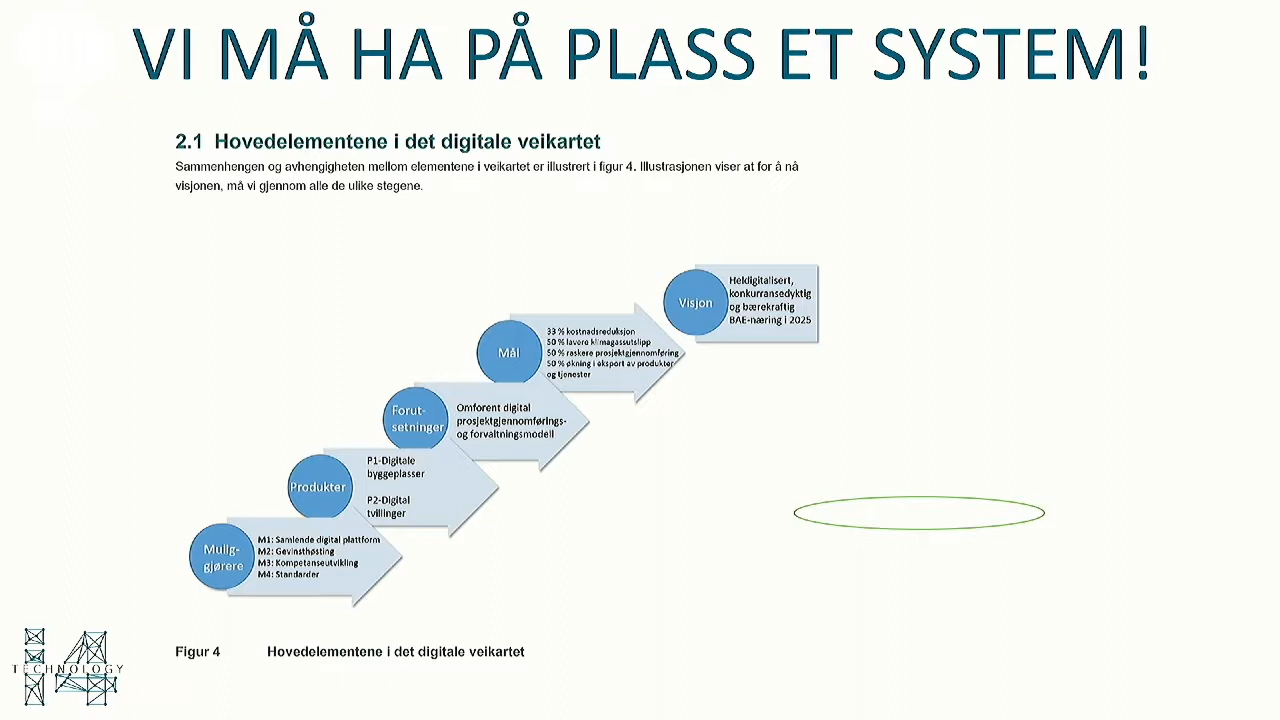 VI MÅ HA PÅ PLASS ET SYSTEM!
2.1 Hovedelementene i det digitale veikartet
Sammenhengen og avhengigheten mellom elementene i veikartet er illustrert i figur 4. Illustrasjonen viser at for å nå
visjonen, må vi gjennom alle de ulike stegene.
Visjon
Heldigitalisert,
konkurransedyktig
og bærekraftig
BAE-næring i 2025
Mål
33 % kostnadsreduksjon
50 % lavere klimagassutslipp
50 % raskere prosjektgjennomføring
50 % økning i eksport av produkter
og tjenester
Forut-
setninger
Omforent digital
prosjektgjennomførings-
og forvaltningsmodell
Produkter
P1-Digitale
byggeplasser
P2-Digital
tvillinger
Mulig-
gjørere
M1: Samlende digital plattform
M2: Gevinsthøsting
M3: Kompetanseutvikling
M4: Standarder
Figur 4 Hovedelementene i det digitale veikartet
i4
TECHNOLOGY